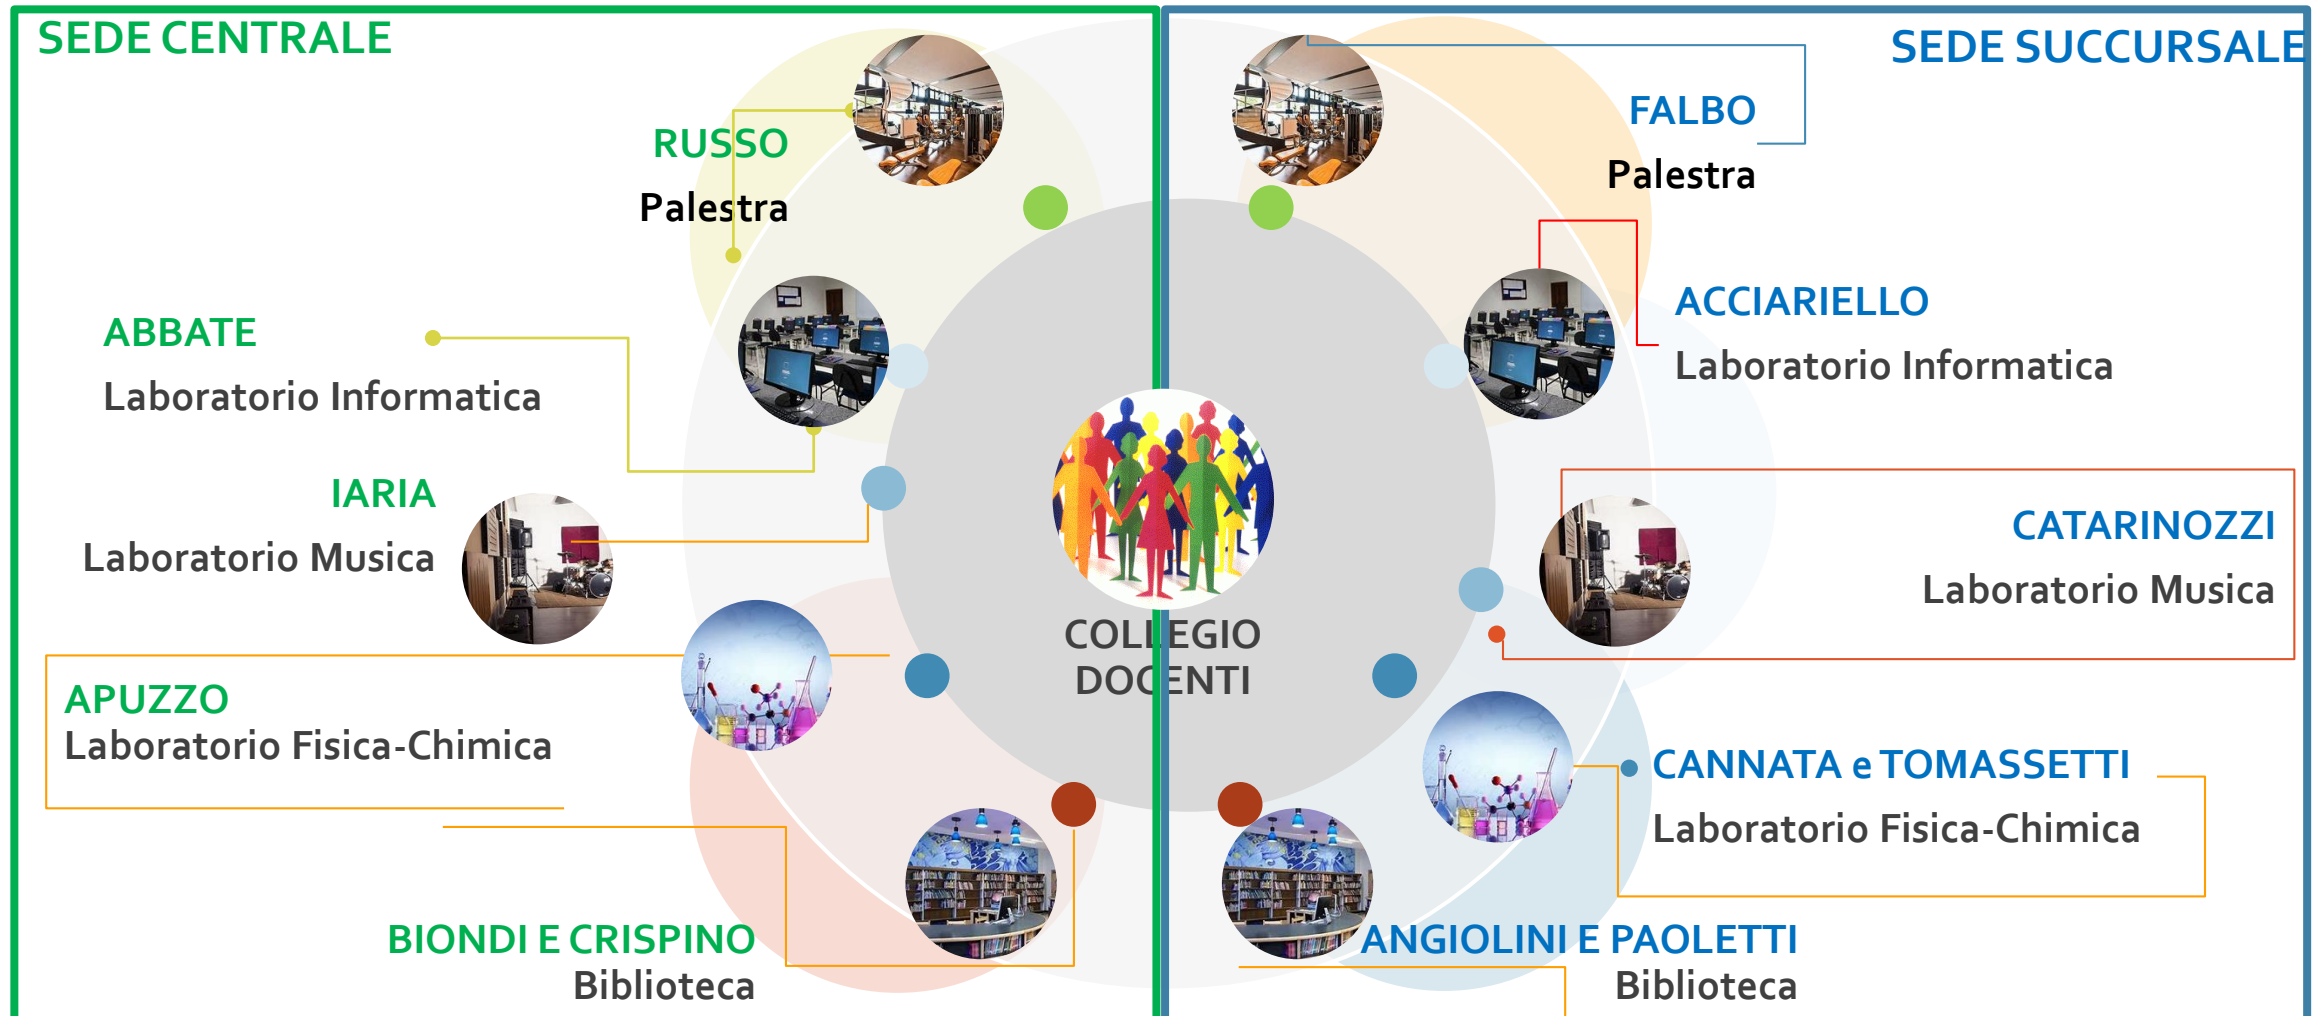 SEDE CENTRALE
RUSSO
Palestra
ABBATE
Laboratorio Informatica
IARIA
Laboratorio Musica
APUZZO
Laboratorio Fisica-Chimica
BIONDI E CRISPINO
Biblioteca
COLLEGIO
DOCENTI
SEDE SUCCURSALE
FALBO
Palestra
ACCIARIELLO
Laboratorio Informatica
CATARINOZZI
Laboratorio Musica
CANNATA e TOMASSETTI
Laboratorio Fisica-Chimica
ANGIOLINI E PAOLETTI
Biblioteca